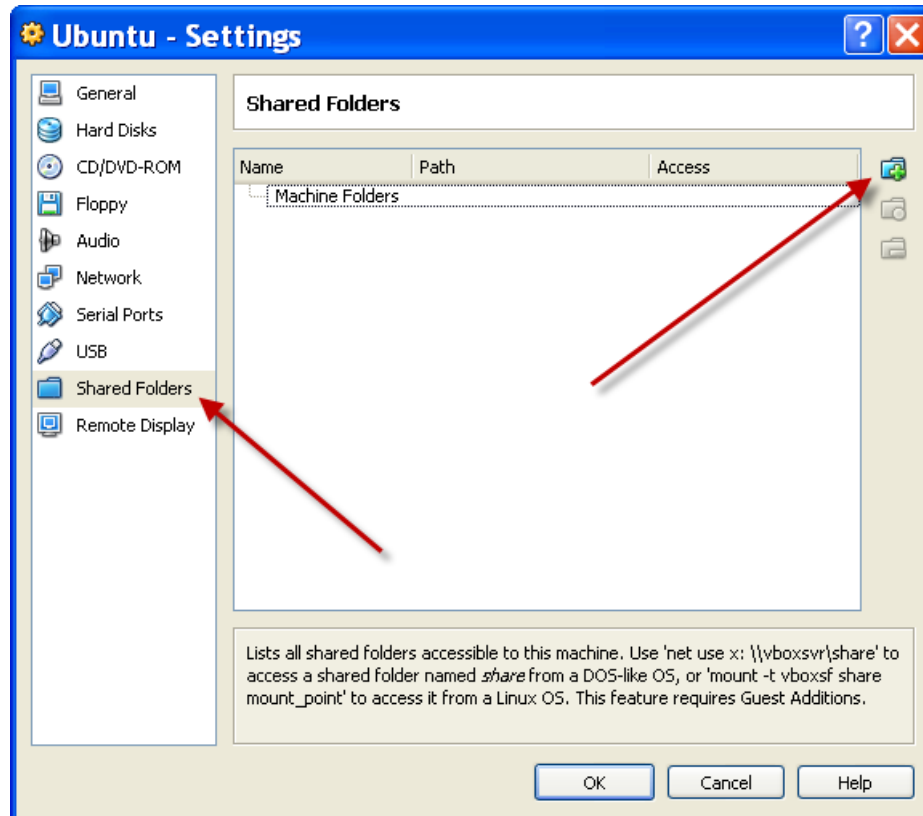 Ubuntu - Settings
General
Hard Disks
CD/DVD-ROM
Floppy
Audio
Network
Serial Ports
USB
Shared Folders
Remote Display
Shared Folders
Name Path Access
Machine Folders
Lists all shared folders accessible to this machine. Use 'net use x: \\vboxsvr\share' to
access a shared folder named share from a DOS-like OS, or 'mount -t vboxsf share
mount_point' to access it from a Linux OS. This feature requires Guest Additions.
OK Cancel Help